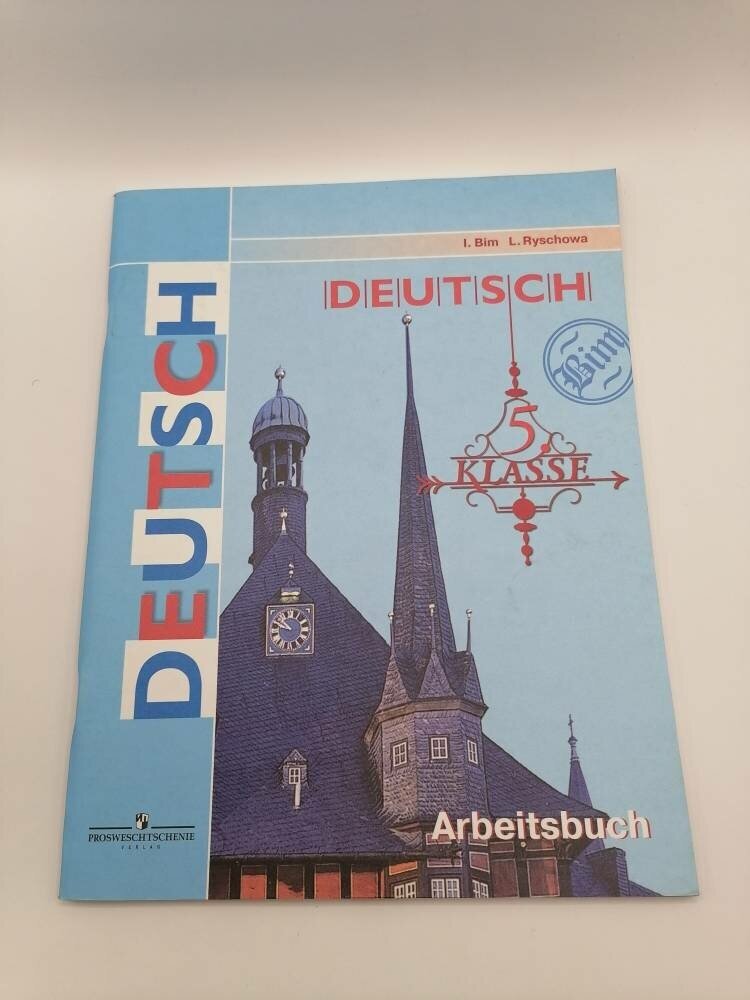 I. Bim L. Ryschowa
DEUTSCH
Bim
5.
KLASSE
DEUTSCH
Arbeitsbuch
PROSWESCHTSCHENIE
VERLAG